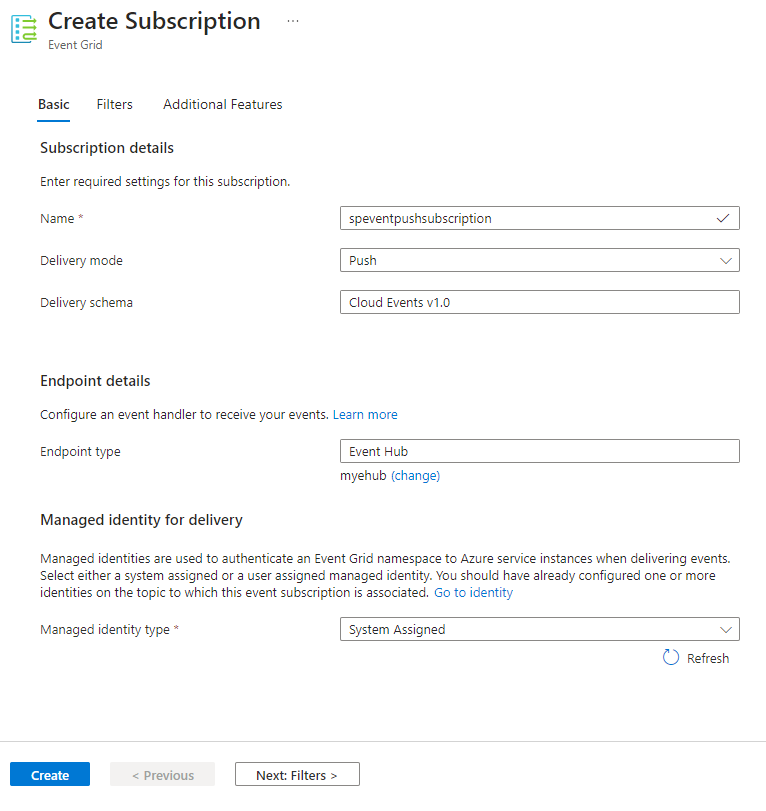 Create Subscription ...
Event Grid
Basic Filters Additional Features
Subscription details
Enter required settings for this subscription.
Name * speventpushsubscription
Delivery mode Push
Delivery schema Cloud Events v1.0
Endpoint details
Configure an event handler to receive your events. Learn more
Endpoint type Event Hub
myehub (change)
Managed identity for delivery
Managed identities are used to authenticate an Event Grid namespace to Azure service instances when delivering events.
Select either a system assigned or a user assigned managed identity. You should have already configured one or more
identities on the topic to which this event subscription is associated. Go to identity
Managed identity type * System Assigned
Refresh
Create < Previous Next: Filters >